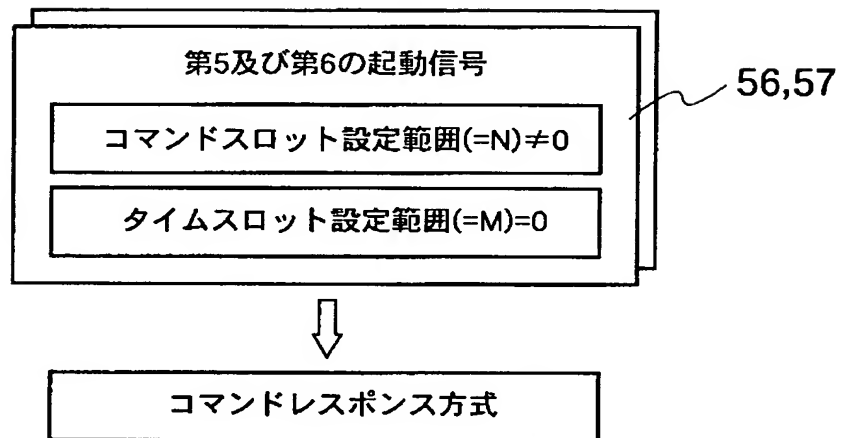 第5及び第6の起動信号
56,57
コマンドスロット設定範囲(=N)≠0
タイムスロット設定範囲(=M)=0
コマンドレスポンス方式